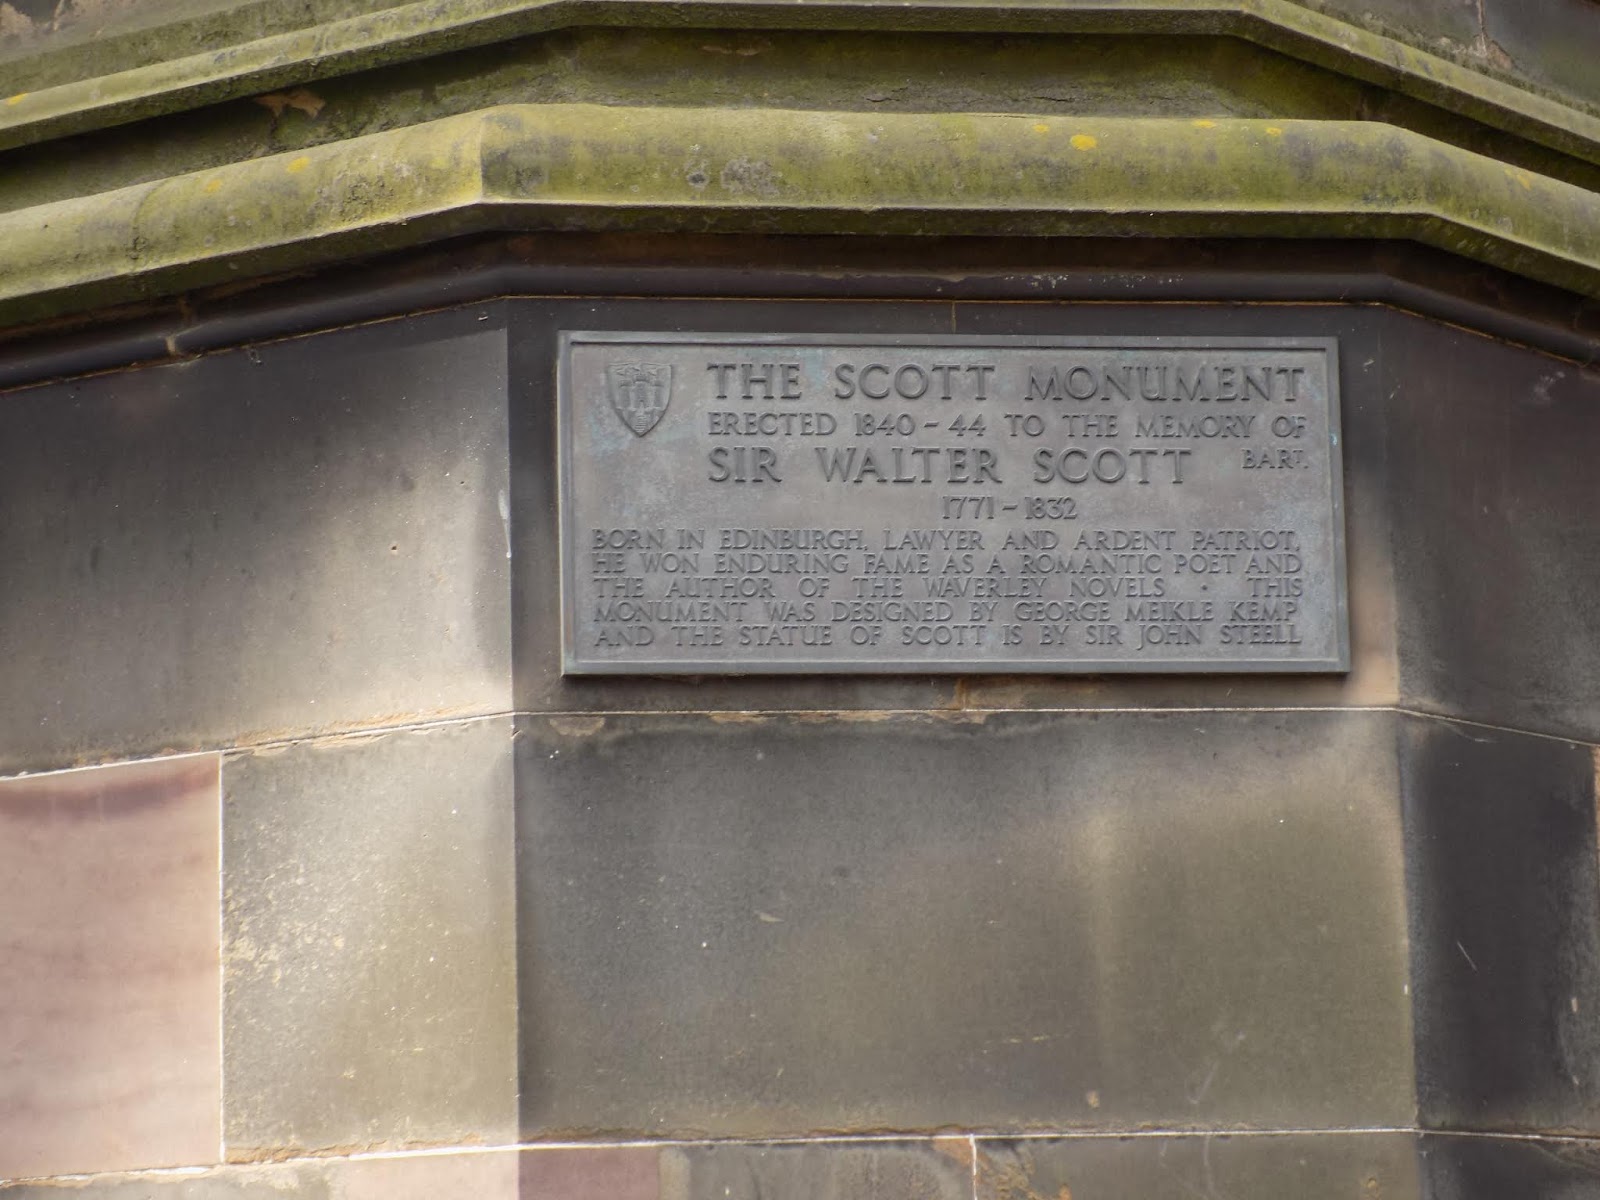 THE SCOTT MONUMENT
ERECTED 1840 - 44 TO THE MEMORY OF
SIR WALTER SCOTT BART.
1771 - 1832
BORN IN EDINBURGH, LAWYER AND ARDENT PATRIOT,
HE WON ENDURING FAME AS A ROMANTIC POET AND
THE AUTHOR OF THE WAVERLEY NOVELS · THIS
MONUMENT WAS DESIGNED BY GEORGE MEIKLE KEMP
AND THE STATUE OF SCOTT IS BY SIR JOHN STEELL